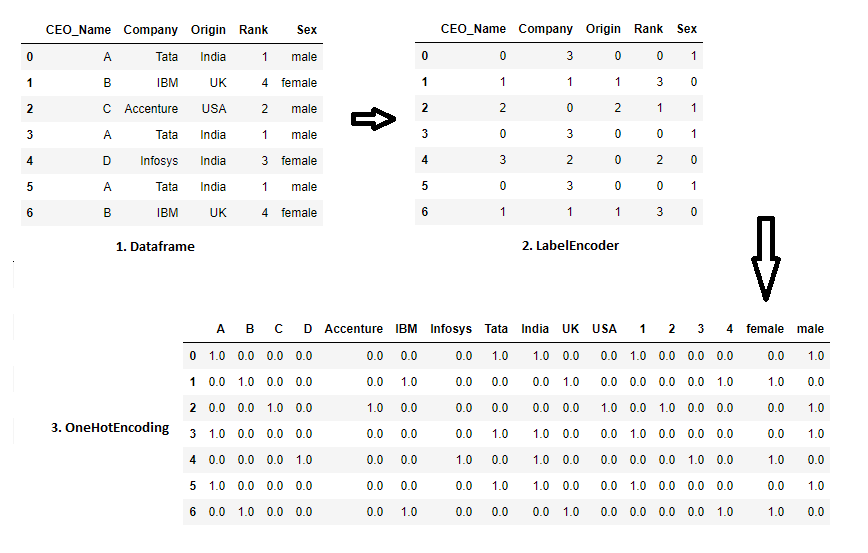 CEO_Name Company Origin Rank Sex
0 A Tata India 1 male
1 B IBM UK 4 female
2 C Accenture USA 2 male
3 A Tata India 1 male
4 D Infosys India 3 female
5 A Tata India 1 male
6 B IBM UK 4 female
1. Dataframe
CEO_Name Company Origin Rank Sex
0 0 3 0 0 1
1 1 1 1 3 0
2 2 0 2 1 1
3 0 3 0 0 1
4 3 2 0 2 0
5 0 3 0 0 1
6 1 1 1 3 0
2. LabelEncoder
A B C D Accenture IBM Infosys Tata India UK USA 1 2 3 4 female male
0 1.0 0.0 0.0 0.0 0.0 0.0 0.0 1.0 1.0 0.0 0.0 1.0 0.0 0.0 0.0 0.0 1.0
1 0.0 1.0 0.0 0.0 0.0 1.0 0.0 0.0 0.0 1.0 0.0 0.0 0.0 0.0 1.0 1.0 0.0
2 0.0 0.0 1.0 0.0 1.0 0.0 0.0 0.0 0.0 0.0 1.0 0.0 1.0 0.0 0.0 0.0 1.0
3 1.0 0.0 0.0 0.0 0.0 0.0 0.0 1.0 1.0 0.0 0.0 1.0 0.0 0.0 0.0 0.0 1.0
4 0.0 0.0 0.0 1.0 0.0 0.0 1.0 0.0 1.0 0.0 0.0 0.0 0.0 1.0 0.0 1.0 0.0
5 1.0 0.0 0.0 0.0 0.0 0.0 0.0 1.0 1.0 0.0 0.0 1.0 0.0 0.0 0.0 0.0 1.0
6 0.0 1.0 0.0 0.0 0.0 1.0 0.0 0.0 0.0 1.0 0.0 0.0 0.0 0.0 1.0 1.0 0.0
3. OneHotEncoding